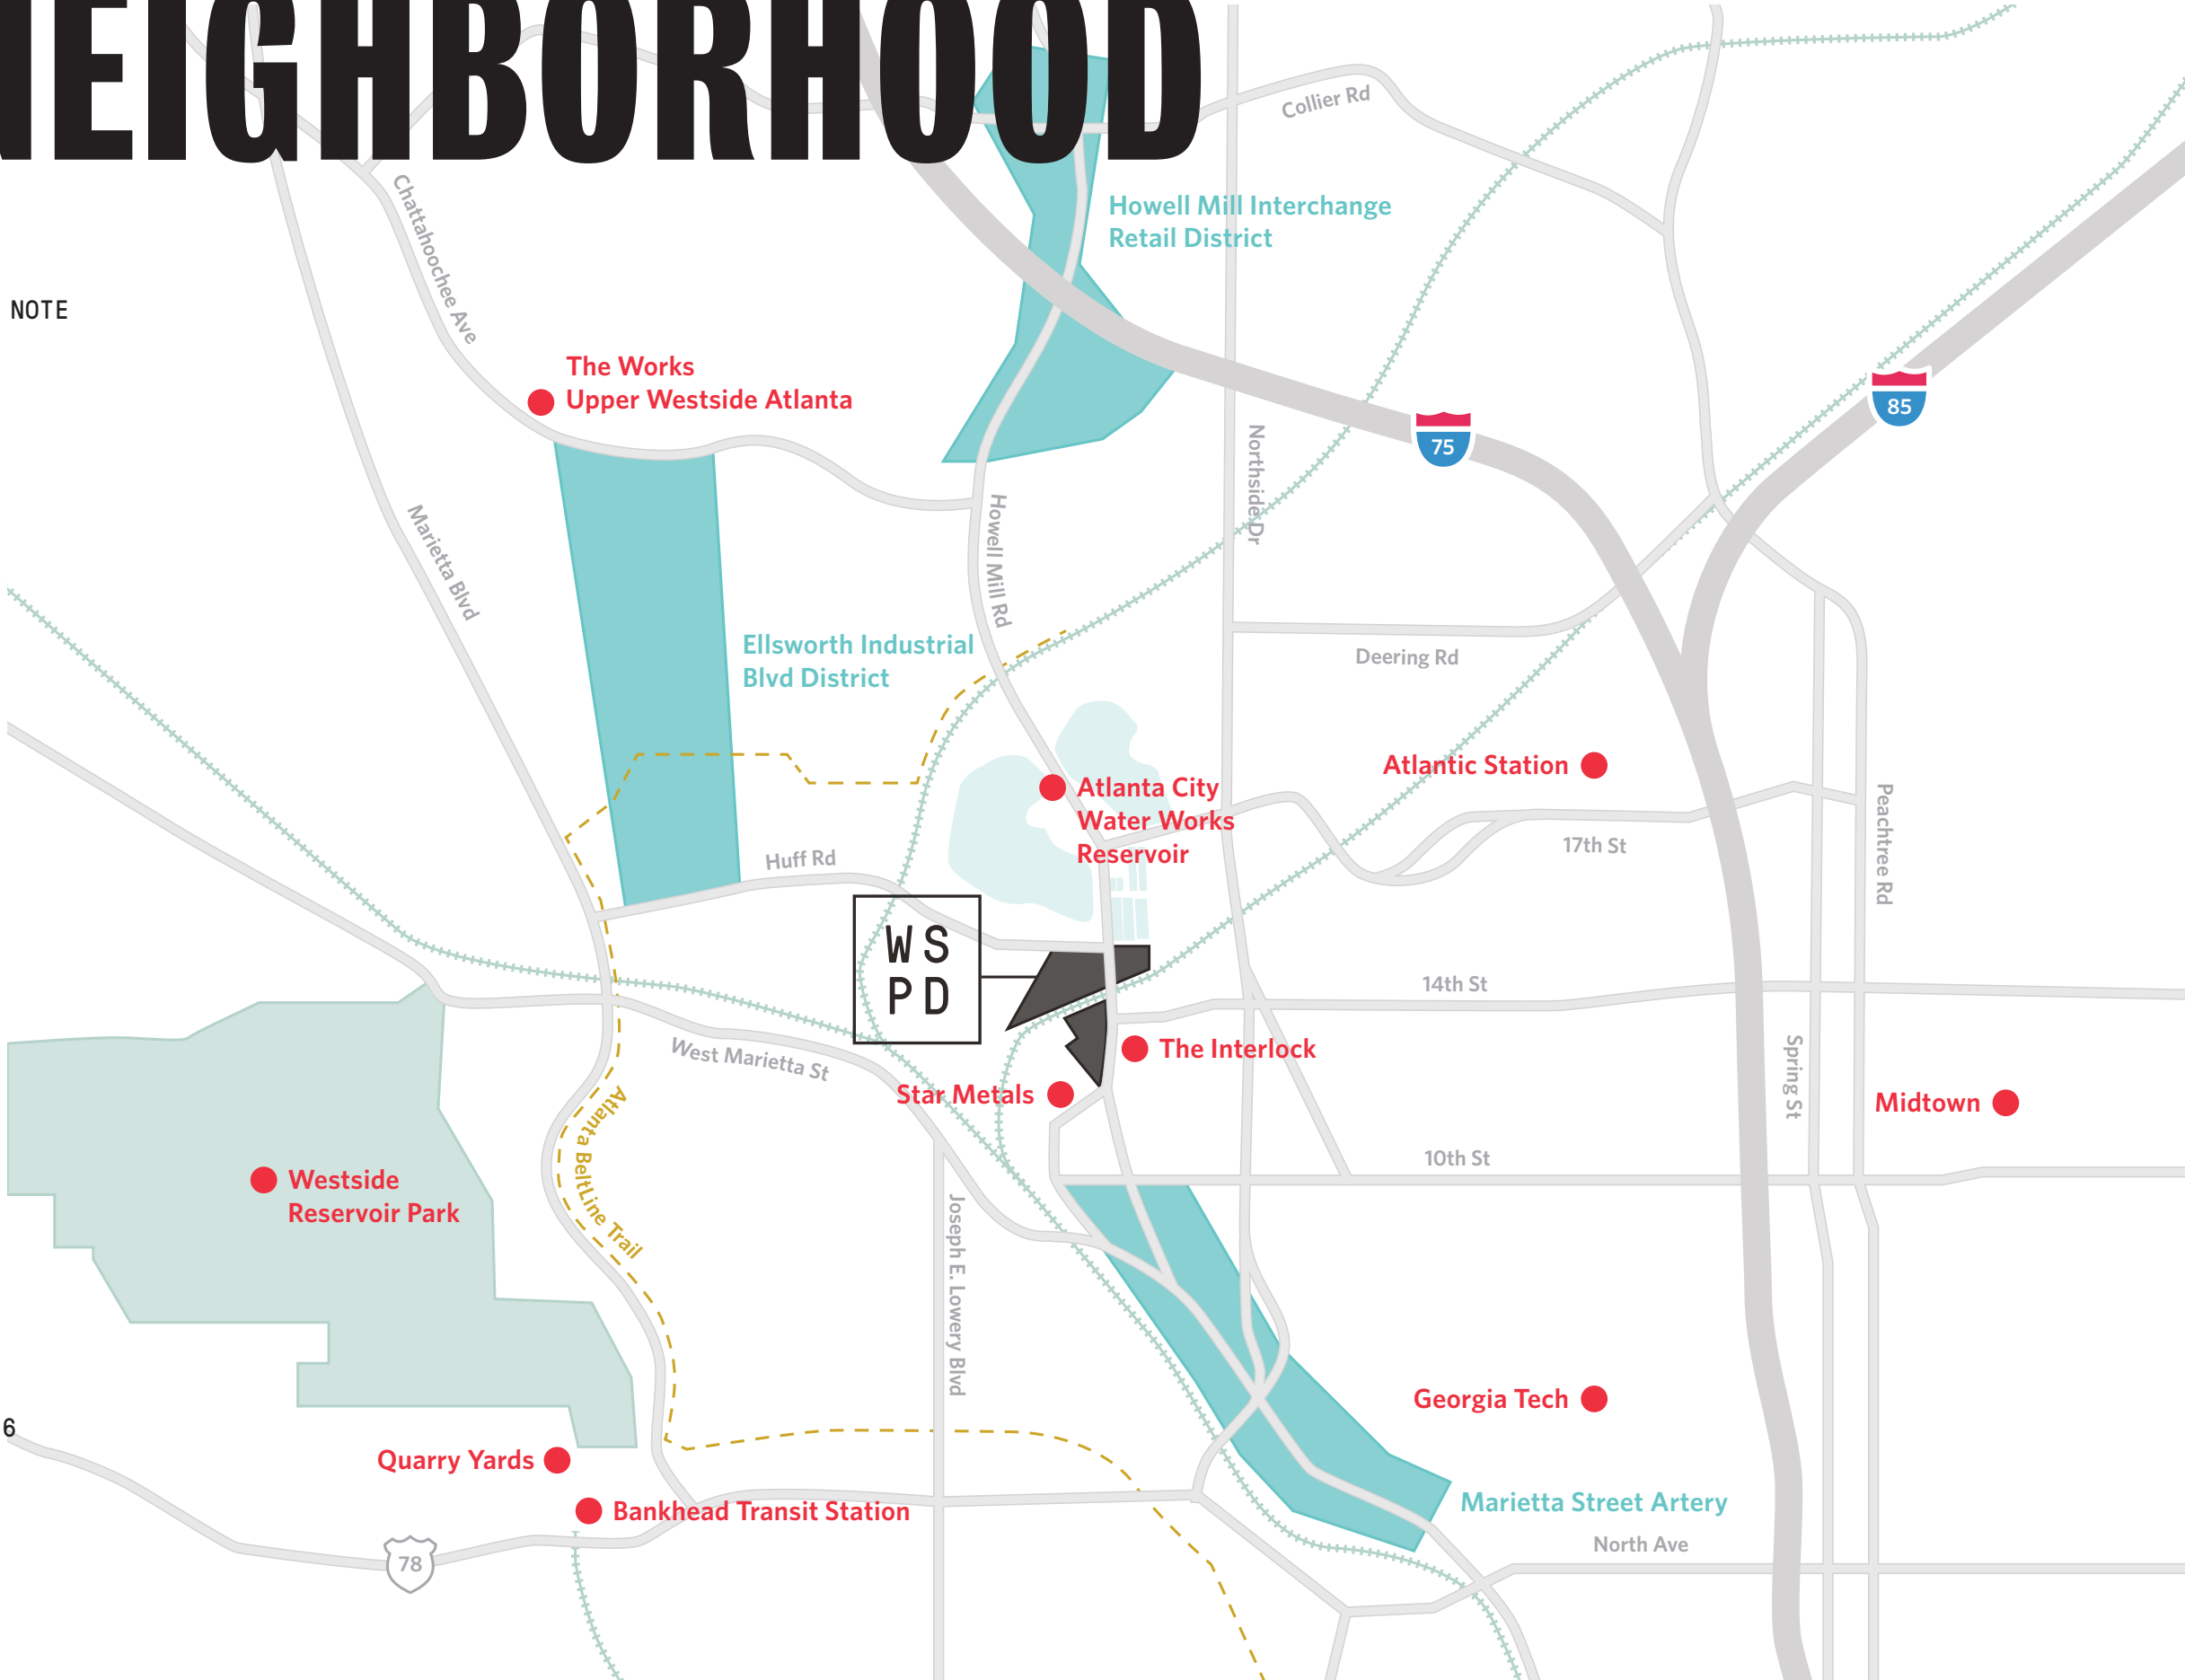 NEIGHBORHOOD
Collier Rd
Chattahoochee Ave
Howell Mill Interchange
Retail District
NOTE
The Works
Upper Westside Atlanta
85
75
Northside Dr
Howell Mill Rd
Marietta Blvd
Ellsworth Industrial
Blvd District
Deering Rd
Atlantic Station
Atlanta City
Water Works
Reservoir
Peachtree Rd
17th St
Huff Rd
WS
PD
14th St
West Marietta St
The Interlock
Spring St
Star Metals
Midtown
Atlanta BeltLine Trail
10th St
Westside
Reservoir Park
Joseph E. Lowery Blvd
Georgia Tech
6
Quarry Yards
Marietta Street Artery
Bankhead Transit Station
North Ave
78